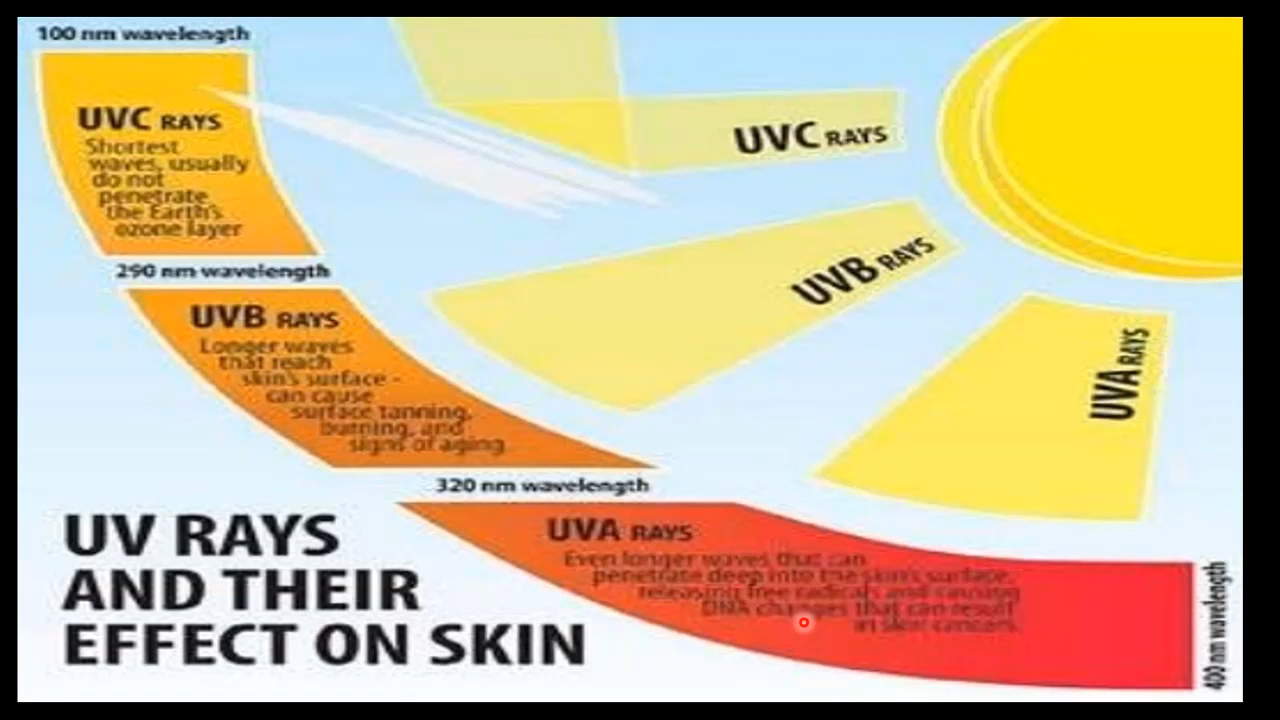 100 nm wavelength
UVC RAYS
Shortest
waves, usually
do not
penetrate
the Earth's
ozone layer
290 nm wavelength
UVB RAYS
Longer waves
that reach
skin's surface -
can cause
surface tanning,
burning, and
signs of aging
320 nm wavelength
UVA RAYS
Even longer waves that can
penetrate deep into the skin's surface,
releasing free radicals and causing
DNA changes that can result
in skin cancers.
400 nm wavelength
UVC RAYS
UVB RAYS
UVA RAYS
UV RAYS
AND THEIR
EFFECT ON SKIN